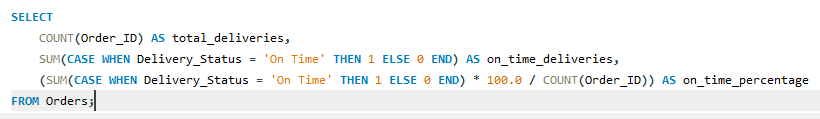 SELECT
COUNT(Order_ID) AS total_deliveries,
SUM(CASE WHEN Delivery_Status = 'On Time' THEN 1 ELSE 0 END) AS on_time_deliveries,
(SUM(CASE WHEN Delivery_Status = 'On Time' THEN 1 ELSE 0 END) * 100.0 / COUNT(Order_ID)) AS on_time_percentage
FROM Orders;